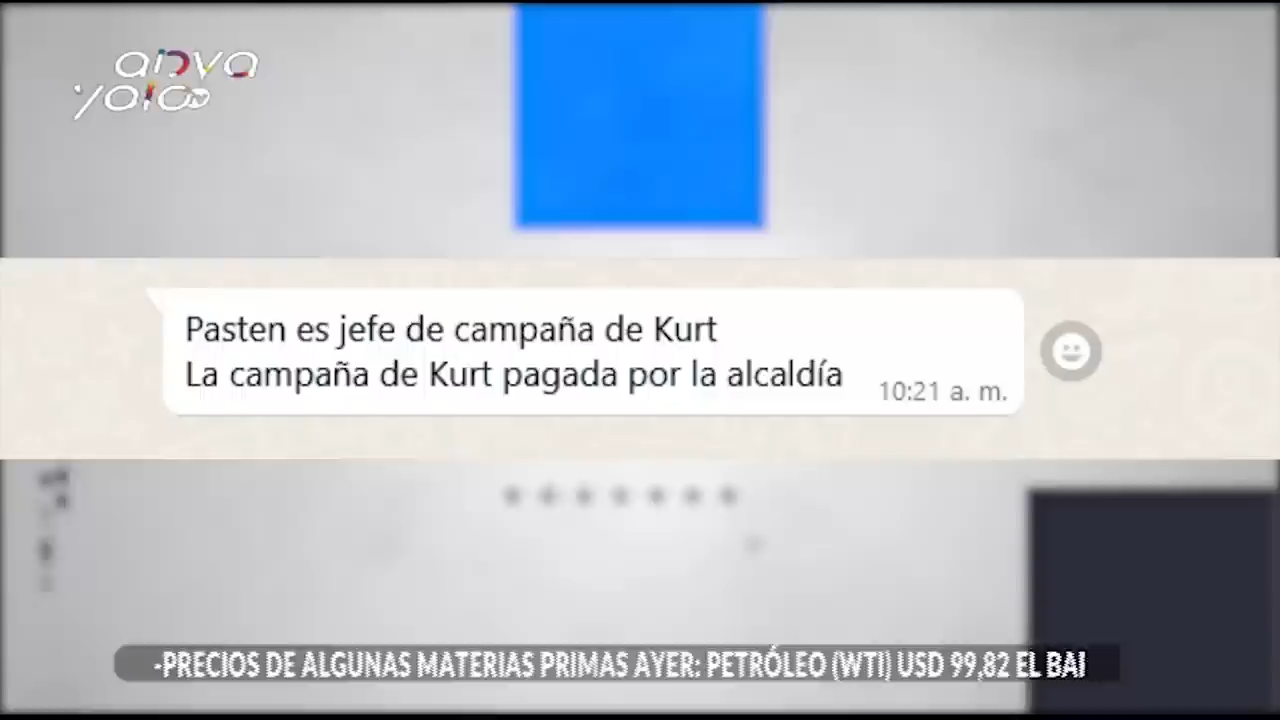 Pasten es jefe de campaña de Kurt
La campaña de Kurt pagada por la alcaldía
10:21 a. m.
-PRECIOS DE ALGUNAS MATERIAS PRIMAS AYER: PETRÓLEO (WTI) USD 99,82 EL BA